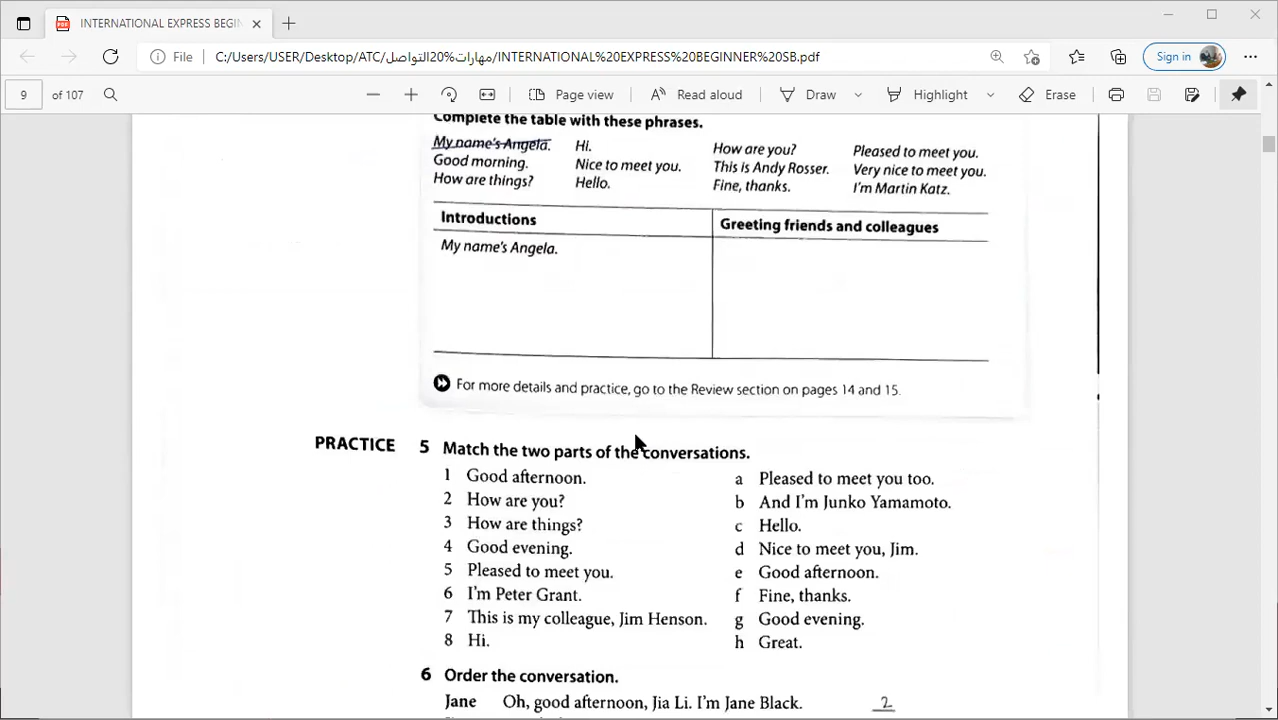 INTERNATIONAL EXPRESS BEGIN
File C:/Users/USER/Desktop/ATC/مهارات%20التواصل/INTERNATIONAL%20EXPRESS%20BEGINNER%20SB.pdf Sign in
9 of 107 Page view Read aloud Draw Highlight Erase
Complete the table with these phrases.
My name's Angela. Hi. How are you? Pleased to meet you.
Good morning. Nice to meet you. This is Andy Rosser. Very nice to meet you.
How are things? Hello. Fine, thanks. I'm Martin Katz.
Introductions Greeting friends and colleagues
My name's Angela.
For more details and practice, go to the Review section on pages 14 and 15.
PRACTICE 5 Match the two parts of the conversations.
1 Good afternoon. a Pleased to meet you too.
2 How are you? b And I'm Junko Yamamoto.
3 How are things? c Hello.
4 Good evening. d Nice to meet you, Jim.
5 Pleased to meet you. e Good afternoon.
6 I'm Peter Grant. f Fine, thanks.
7 This is my colleague, Jim Henson. g Good evening.
8 Hi. h Great.
6 Order the conversation.
Jane Oh, good afternoon, Jia Li. I'm Jane Black. 2